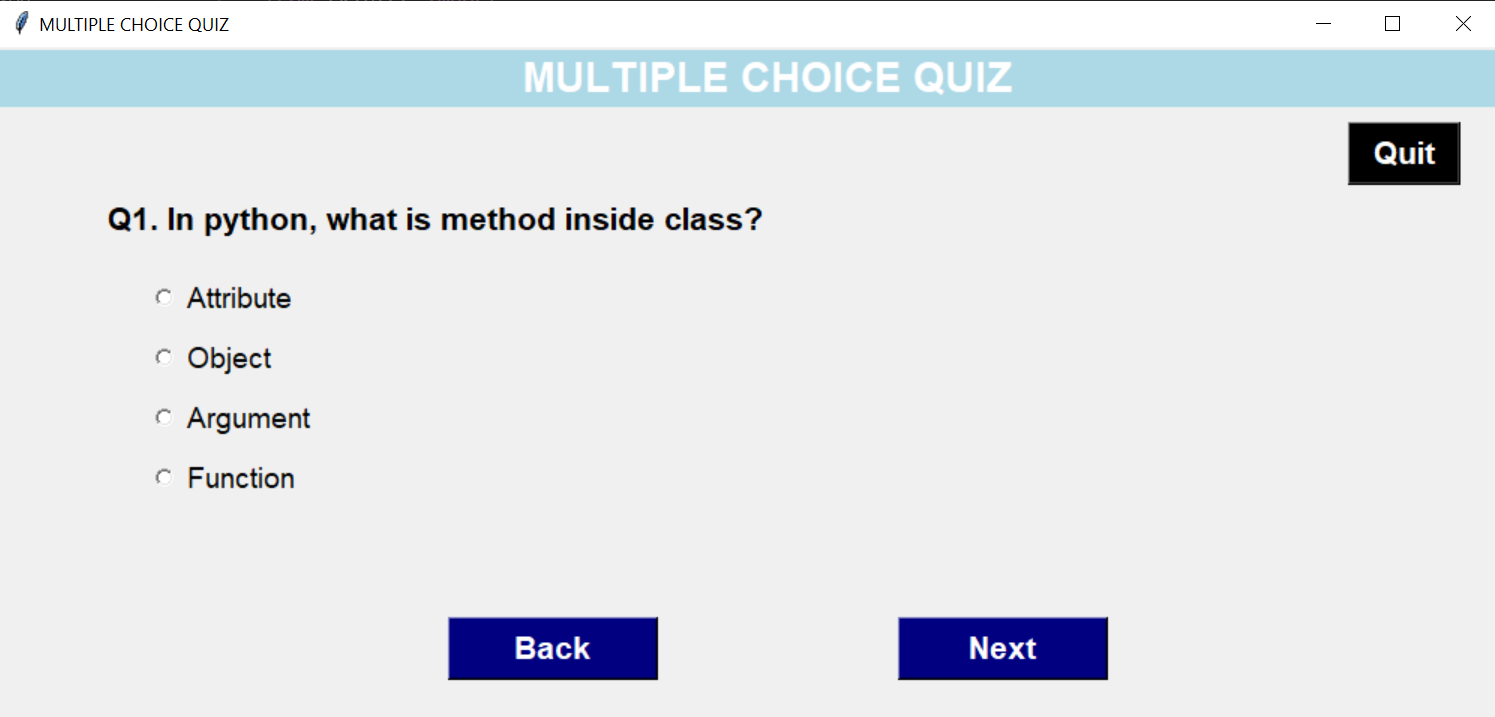 MULTIPLE CHOICE QUIZ
MULTIPLE CHOICE QUIZ
Quit
Q1. In python, what is method inside class?
Attribute
Object
Argument
Function
Back
Next